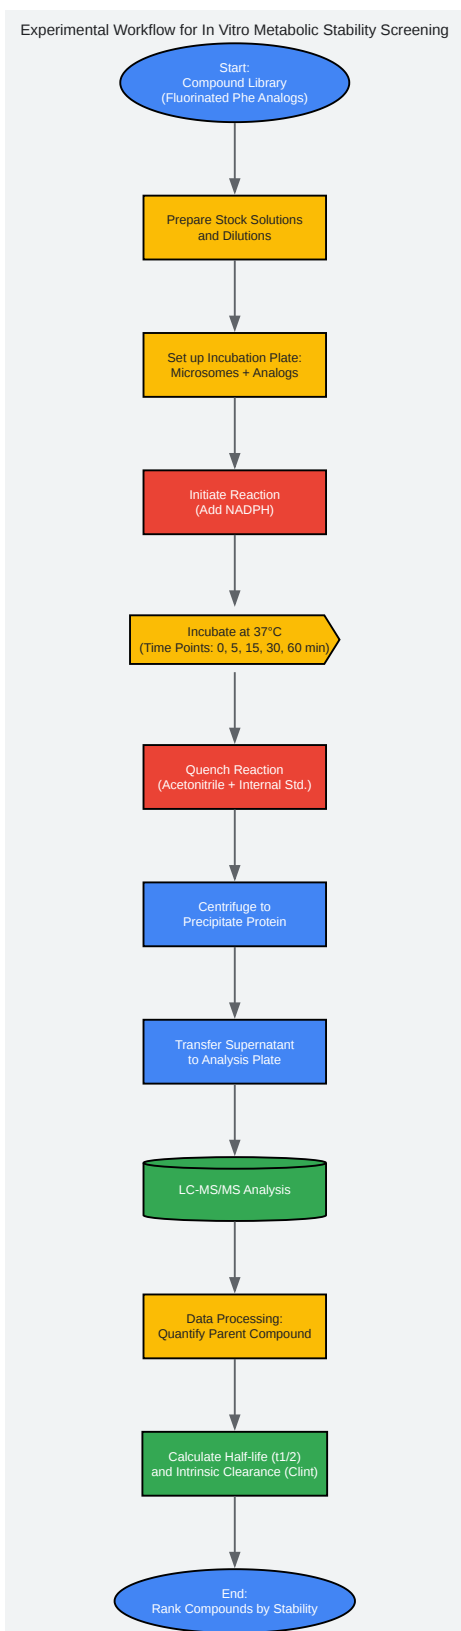 Experimental Workflow for In Vitro Metabolic Stability Screening
Start:
Compound Library
(Fluorinated Phe Analogs)
Prepare Stock Solutions
and Dilutions
Set up Incubation Plate:
Microsomes + Analogs
Initiate Reaction
(Add NADPH)
Incubate at 37°C
(Time Points: 0, 5, 15, 30, 60 min)
Quench Reaction
(Acetonitrile + Internal Std.)
Centrifuge to
Precipitate Protein
Transfer Supernatant
to Analysis Plate
LC-MS/MS Analysis
Data Processing:
Quantify Parent Compound
Calculate Half-life (t1/2)
and Intrinsic Clearance (Clint)
End:
Rank Compounds by Stability